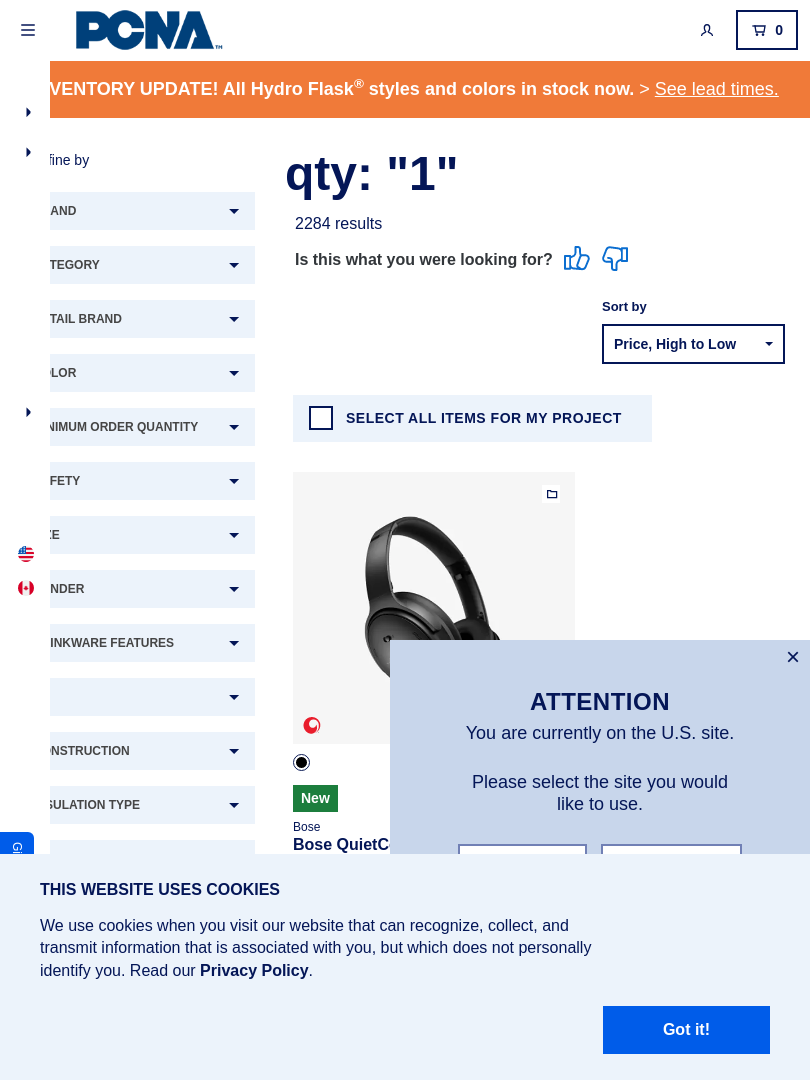 PCNA™
0
VENTORY UPDATE! All Hydro Flask® styles and colors in stock now. > See lead times.
fine by
AND
TEGORY
TAIL BRAND
LOR
NIMUM ORDER QUANTITY
FETY
ZE
NDER
INKWARE FEATURES
NSTRUCTION
SULATION TYPE
qty: "1"
2284 results
Is this what you were looking for?
Sort by
Price, High to Low
SELECT ALL ITEMS FOR MY PROJECT
New
Bose
Bose QuietC
×
ATTENTION
You are currently on the U.S. site.
Please select the site you would
like to use.
THIS WEBSITE USES COOKIES
We use cookies when you visit our website that can recognize, collect, and
transmit information that is associated with you, but which does not personally
identify you. Read our Privacy Policy.
Got it!